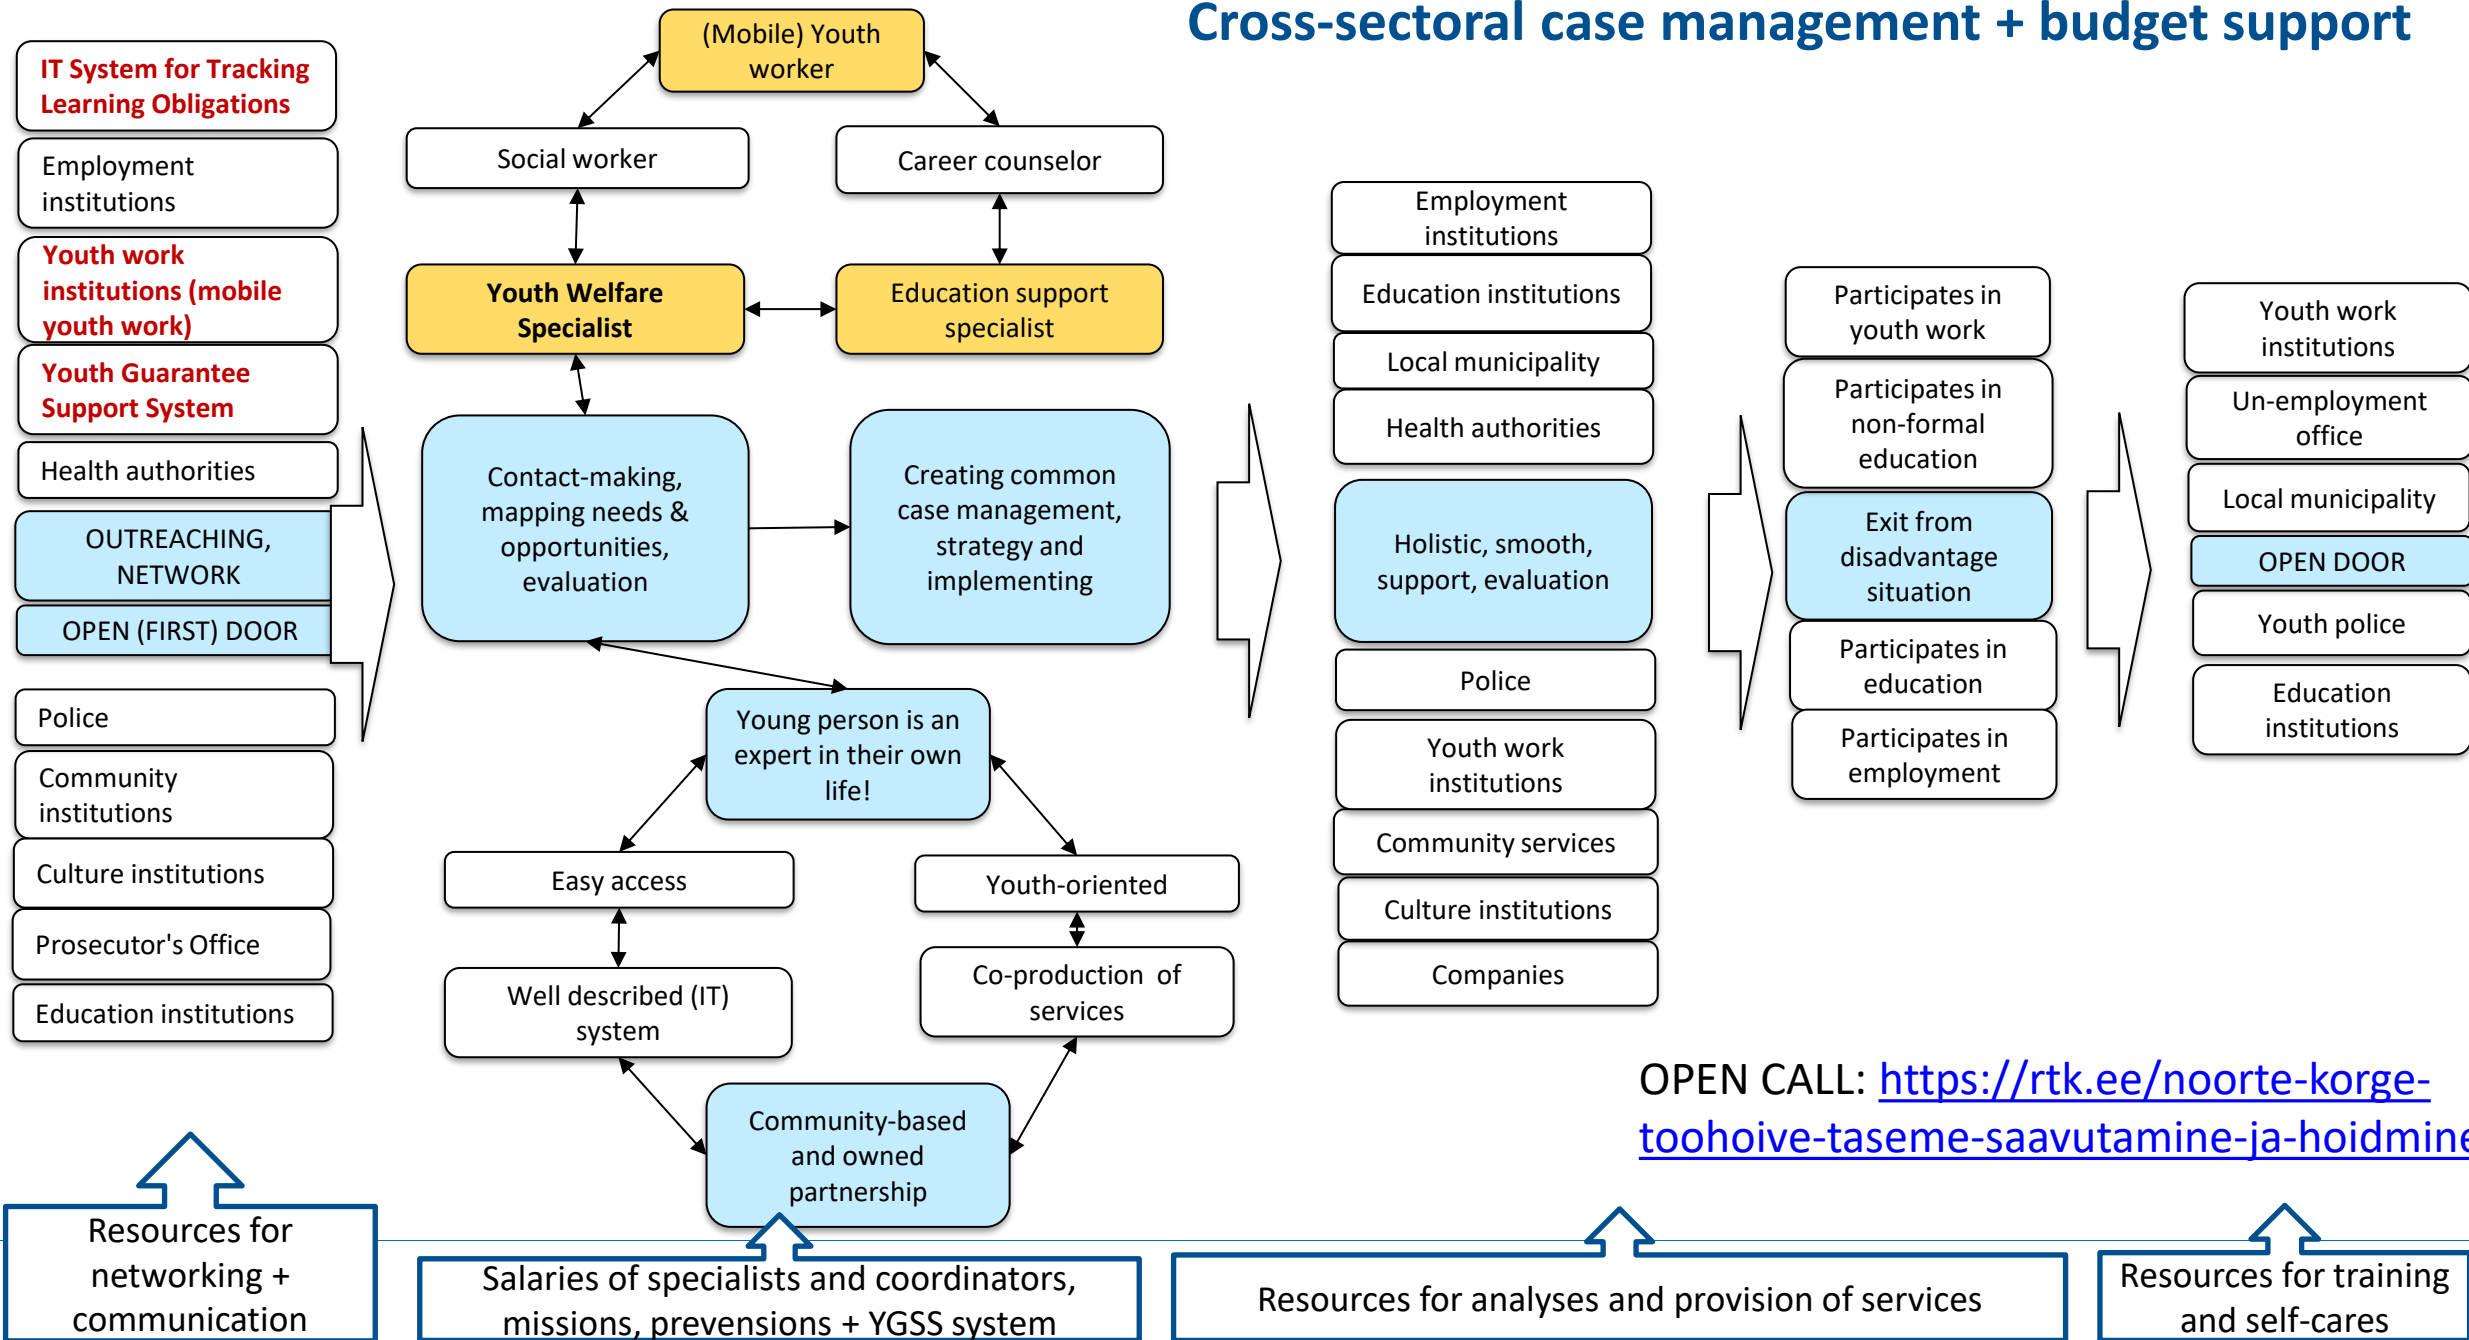 Cross-sectoral case management + budget support
IT System for Tracking
Learning Obligations
Employment
institutions
Youth work
institutions (mobile
youth work)
Youth Guarantee
Support System
Health authorities
OUTREACHING,
NETWORK
OPEN (FIRST) DOOR
Police
Community
institutions
Culture institutions
Prosecutor's Office
Education institutions
(Mobile) Youth
worker
Social worker
Career counselor
Youth Welfare
Specialist
Education support
specialist
Contact-making,
mapping needs &
opportunities,
evaluation
Creating common
case management,
strategy and
implementing
Young person is an
expert in their own
life!
Easy access
Youth-oriented
Well described (IT)
system
Co-production of
services
Community-based
and owned
partnership
Employment
institutions
Education institutions
Local municipality
Health authorities
Holistic, smooth,
support, evaluation
Police
Youth work
institutions
Community services
Culture institutions
Companies
Participates in
youth work
Participates in
non-formal
education
Exit from
disadvantage
situation
Participates in
education
Participates in
employment
Youth work
institutions
Un-employment
office
Local municipality
OPEN DOOR
Youth police
Education
institutions
OPEN CALL: https://rtk.ee/noorte-korge-
toohoive-taseme-saavutamine-ja-hoidmine
Resources for
networking +
communication
Salaries of specialists and coordinators,
missions, prevensions + YGSS system
Resources for analyses and provision of services
Resources for training
and self-cares